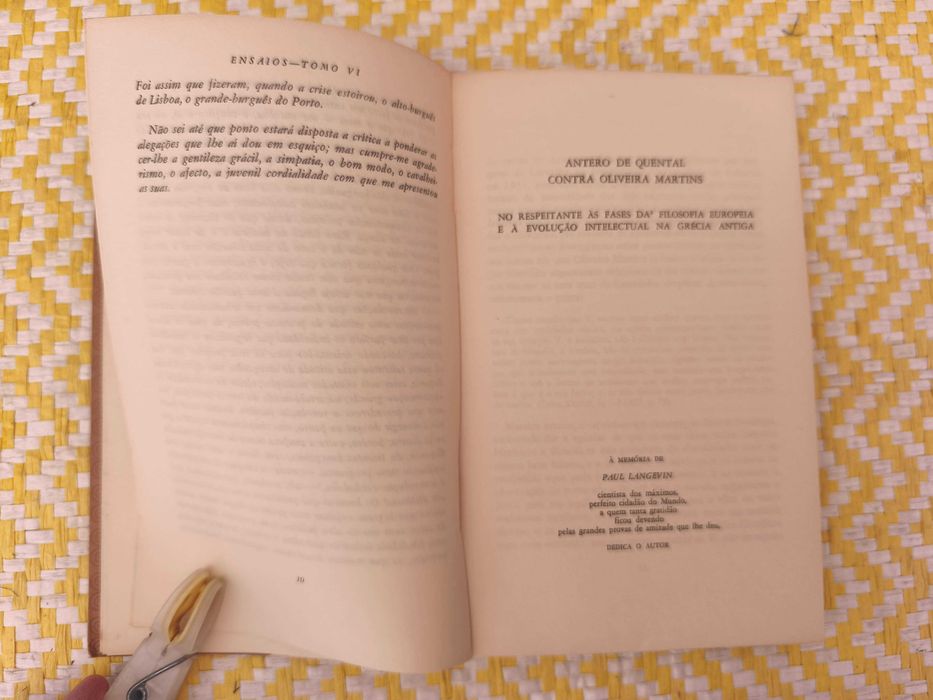 ENSAIOS—TOMO VI
Foi assim que fizeram, quando a crise estoirou, o alto-burguês
de Lisboa, o grande-burguês do Porto.
Não sei até que ponto estará disposta a crítica a ponderar as
alegações que lhe aí dou em esquiço; mas cumpre-me agrade-
cer-lhe a gentileza grácil, a simpatia, o bom modo, o cavalhei-
rismo, o afecto, a juvenil cordialidade com que me apresentou
as suas.
ANTERO DE QUENTAL
CONTRA OLIVEIRA MARTINS
NO RESPEITANTE ÀS FASES DA FILOSOFIA EUROPEIA
E À EVOLUÇÃO INTELECTUAL NA GRÉCIA ANTIGA
À MEMÓRIA DE
PAUL LANGEVIN
cientista dos máximos,
perfeito cidadão do Mundo,
a quem tanta gratidão
ficou devendo
pelas grandes provas de amizade que lhe deu,
DEDICA O AUTOR